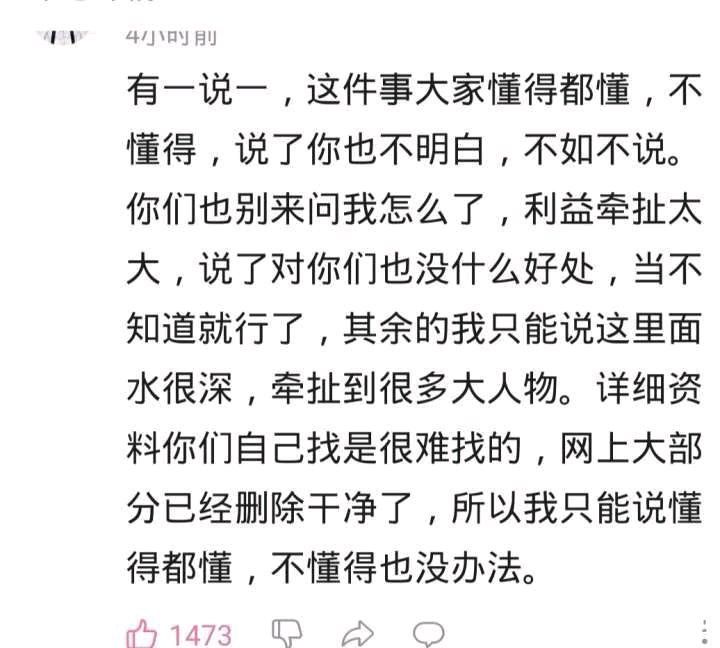 4小时前
有一说一，这件事大家懂得都懂，不
懂得，说了你也不明白，不如不说。
你们也别来问我怎么了，利益牵扯太
大，说了对你们也没什么好处，当不
知道就行了，其余的我只能说这里面
水很深，牵扯到很多大人物。详细资
料你们自己找是很难找的，网上大部
分已经删除干净了，所以我只能说懂
得都懂，不懂得也没办法。
1473